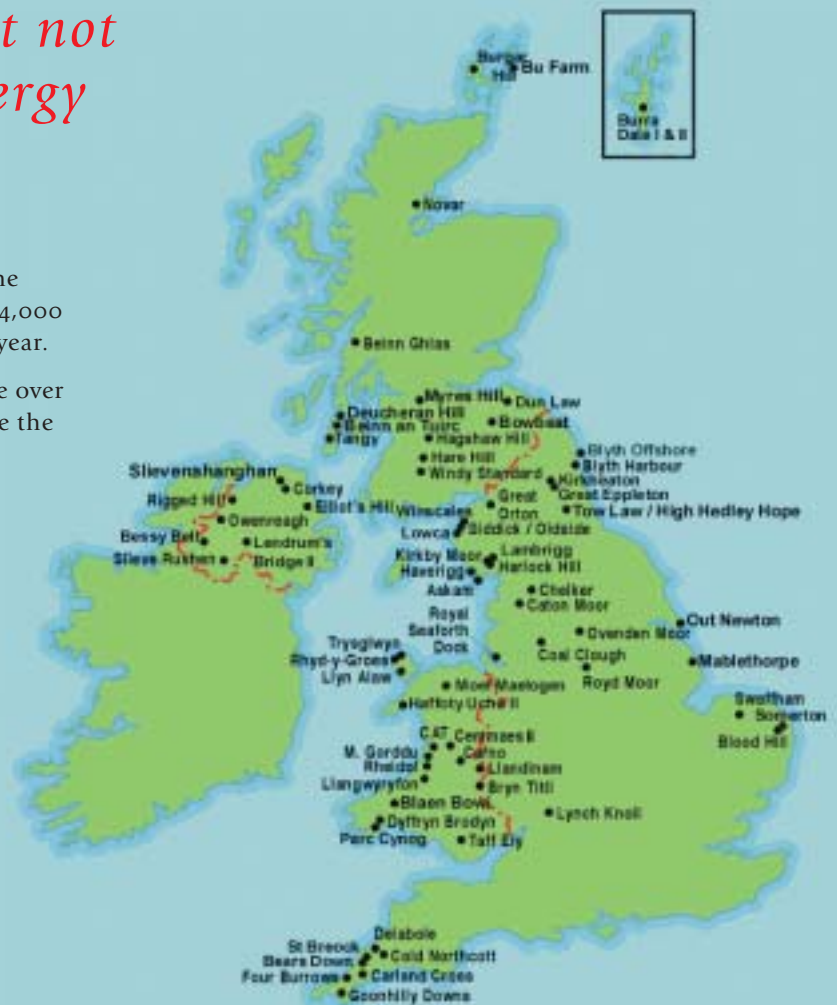 t not
ergy
ne
4,000
year.
e over
e the
Burger
Hill
Bu Farm
Burra
Dale I & II
Novar
Beinn Ghlas
Myres Hill
Dun Law
Deucheran Hill
Beinn an Tuirc
Bowbeat
Tangy
Hagshaw Hill
Hare Hill
Windy Standard
Blyth Offshore
Blyth Harbour
Kirkheaton
Great Eppleton
Tow Law / High Hedley Hope
Slievenahanghan
Corkey
Rigged Hill
Elliot's Hill
Owenreagh
Bessy Bell
Lendrum's
Bridge II
Slieve Rushen
Winscales
Great
Orton
Lowca
Siddick / Oldside
Kirkby Moor
Lambrigg
Haverigg
Harlock Hill
Askam
Chelker
Caton Moor
Royal
Seaforth
Dock
Out Newton
Ovenden Moor
Coal Clough
Mablethorpe
Royd Moor
Trysglwyn
Rhyd-y-Groes
Llyn Alaw
Moel Maelogen
Hafoty Ucha II
Swaffham
Somerton
Blood Hill
CAT
Cemmaes II
M. Gorddu
Carno
Rheidol
Llandinam
Llangwyryfon
Bryn Titli
Blaen Bowi
Lynch Knoll
Dyffryn Brodyn
Parc Cynog
Taff Ely
Delabole
St Breock
Cold Northcott
Bears Down
Four Burrows
Carland Cross
Goonhilly Downs